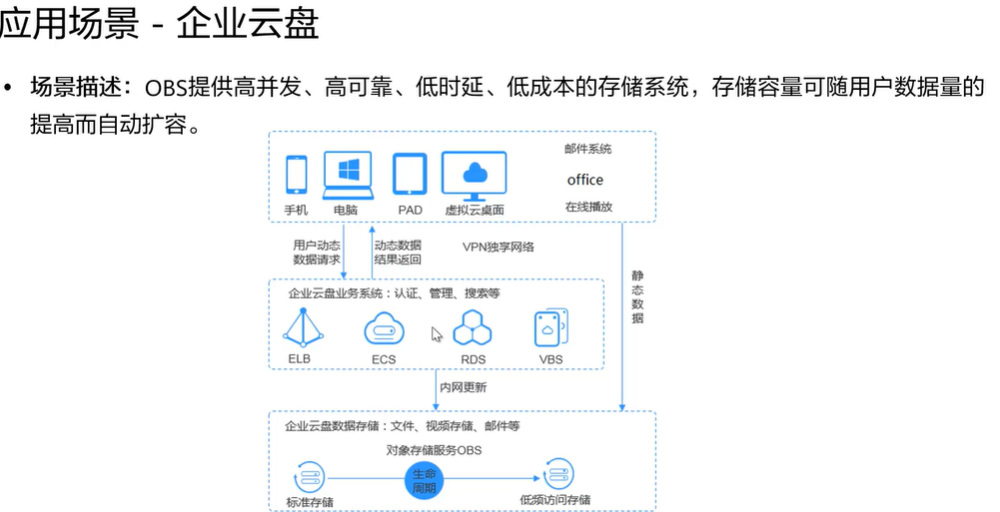 应用场景 - 企业云盘
• 场景描述：OBS提供高并发、高可靠、低时延、低成本的存储系统，存储容量可随用户数据量的
提高而自动扩容。
邮件系统
office
在线播放
手机
电脑
PAD
虚拟云桌面
用户动态
数据请求
动态数据
结果返回
VPN独享网络
静态数据
企业云盘业务系统：认证、管理、搜索等
ELB
ECS
RDS
VBS
内网更新
企业云盘数据存储：文件、视频存储、邮件等
对象存储服务OBS
生命
周期
标准存储
低频访问存储